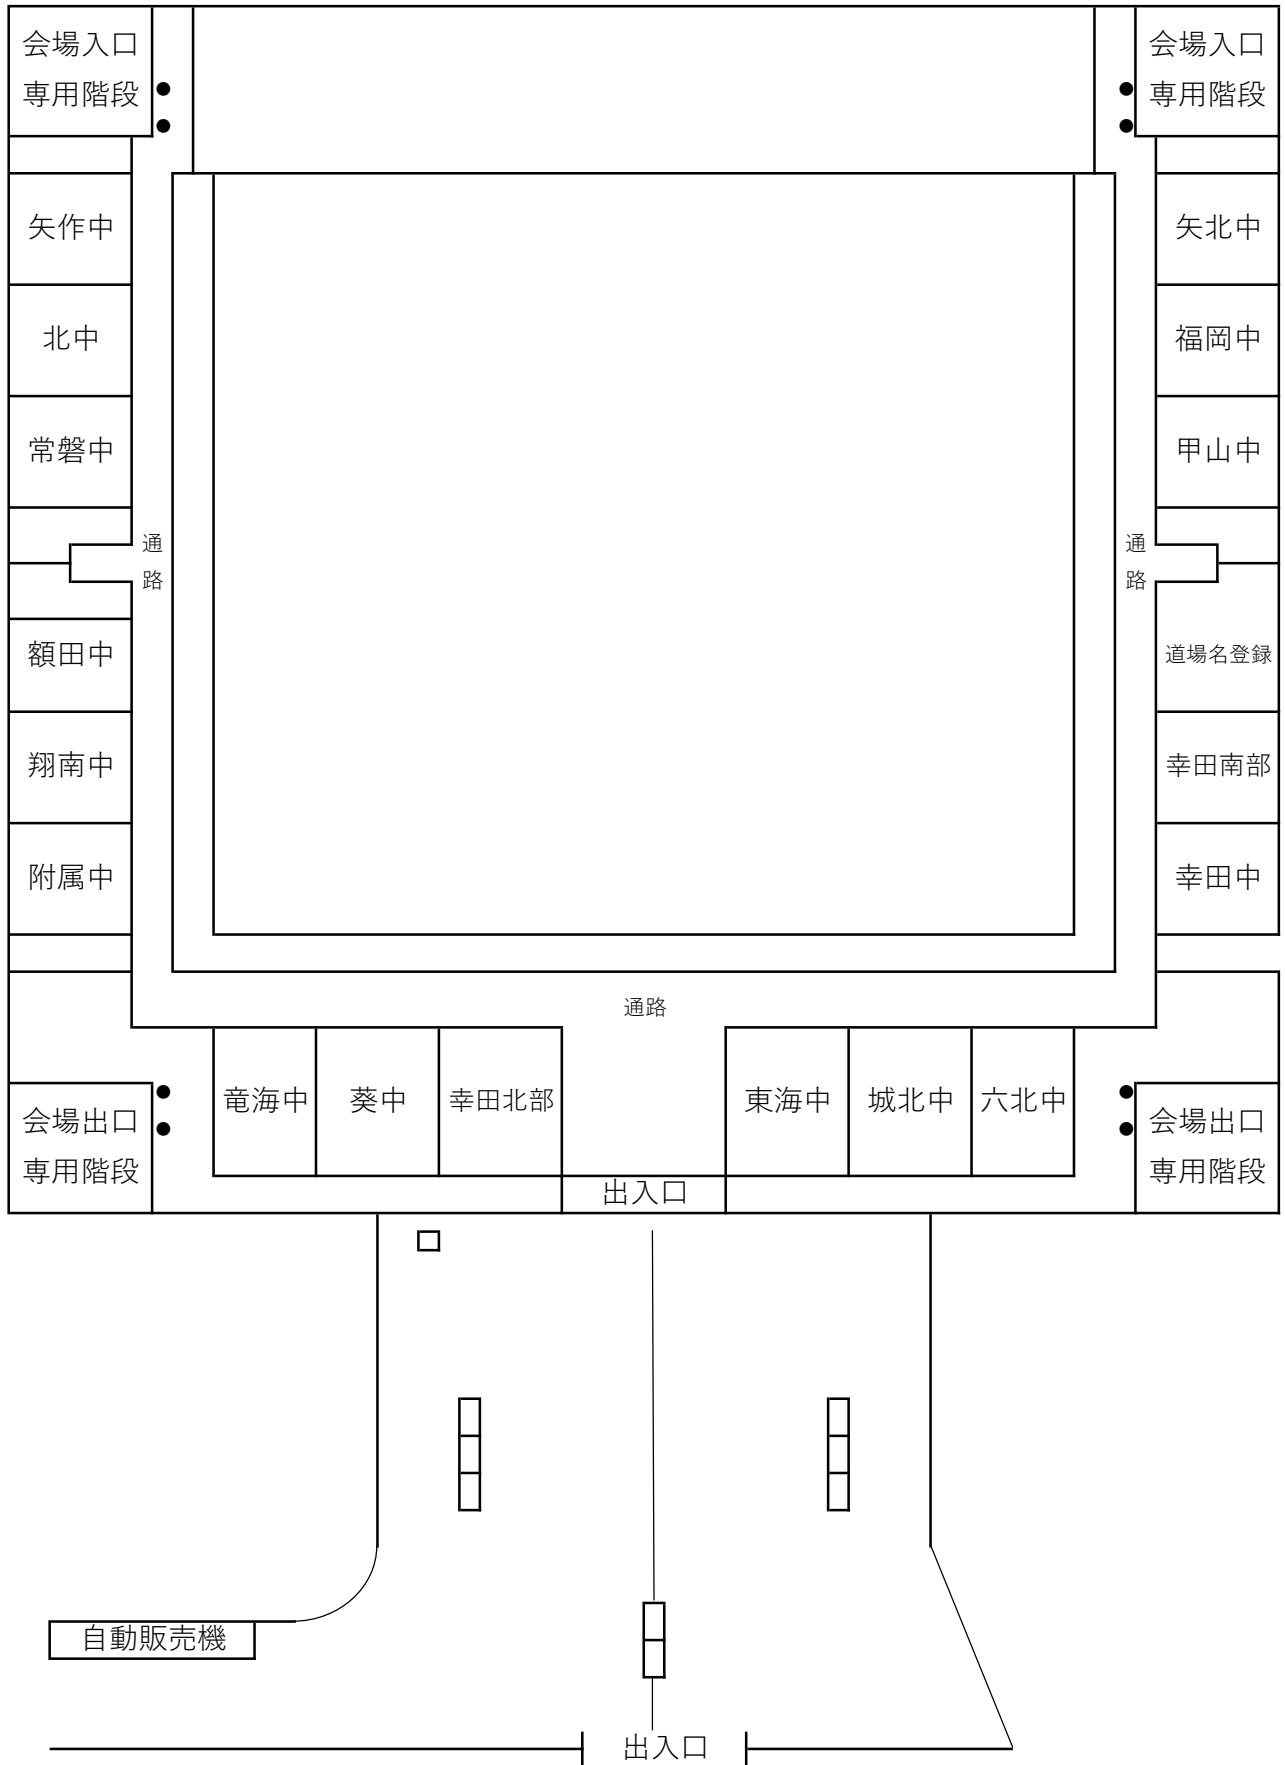 会場入口
専用階段
会場入口
専用階段
矢作中
矢北中
北中
福岡中
常磐中
甲山中
通路
通路
額田中
道場名登録
翔南中
幸田南部
附属中
幸田中
通路
竜海中
葵中
幸田北部
東海中
城北中
六北中
会場出口
専用階段
会場出口
専用階段
出入口
自動販売機
出入口